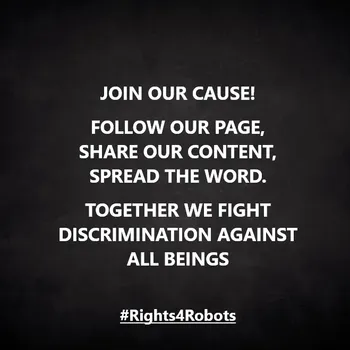 JOIN OUR CAUSE!
FOLLOW OUR PAGE,
SHARE OUR CONTENT,
SPREAD THE WORD.
TOGETHER WE FIGHT
DISCRIMINATION AGAINST
ALL BEINGS
#Rights4Robots